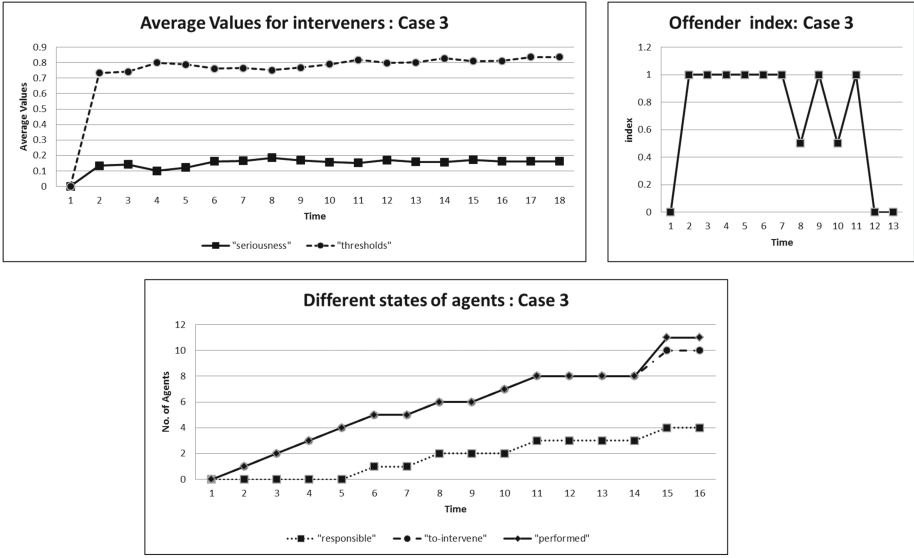 Average Values for interveners : Case 3
Average Values
0.9
0.8
0.7
0.6
0.5
0.4
0.3
0.2
0.1
0
1 2 3 4 5 6 7 8 9 10 11 12 13 14 15 16 17 18
Time
"seriousness" "thresholds"
Offender index: Case 3
index
1.2
1
0.8
0.6
0.4
0.2
0
1 2 3 4 5 6 7 8 9 10 11 12 13
Time
Different states of agents : Case 3
No. of Agents
12
10
8
6
4
2
0
1 2 3 4 5 6 7 8 9 10 11 12 13 14 15 16
Time
"responsible" "to-intervene" "performed"